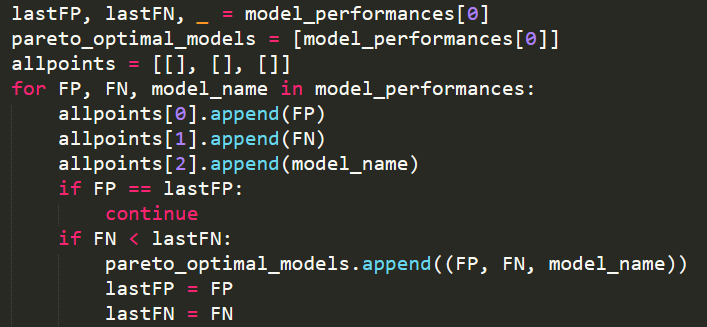 lastFP, lastFN, _ = model_performances[0]
pareto_optimal_models = [model_performances[0]]
allpoints = [[], [], []]
for FP, FN, model_name in model_performances:
    allpoints[0].append(FP)
    allpoints[1].append(FN)
    allpoints[2].append(model_name)
    if FP == lastFP:
        continue
    if FN < lastFN:
        pareto_optimal_models.append((FP, FN, model_name))
        lastFP = FP
        lastFN = FN